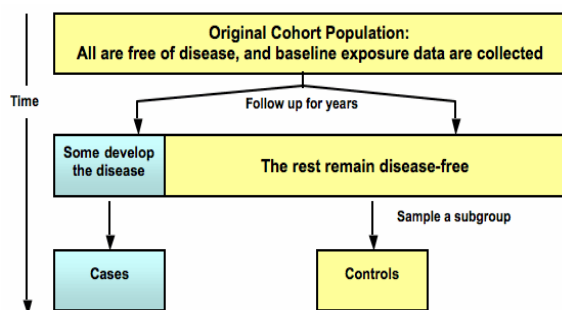 Original Cohort Population:
All are free of disease, and baseline exposure data are collected
Time
Follow up for years
Some develop
the disease
The rest remain disease-free
Sample a subgroup
Cases
Controls